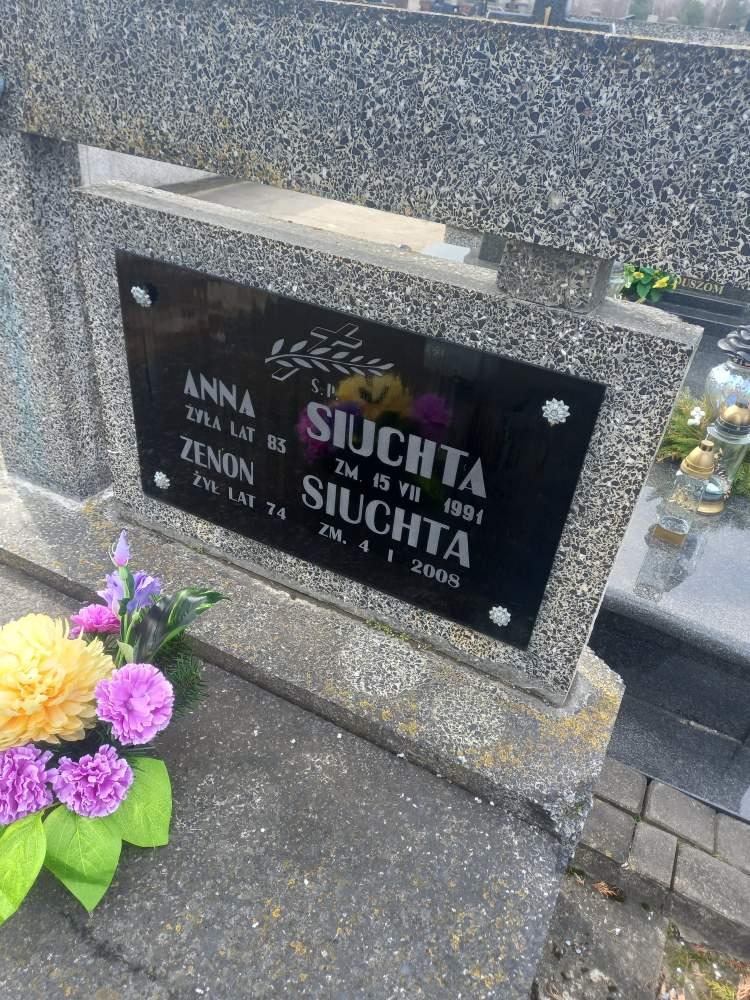 Ś.P.
ANNA SIUCHTA
ŻYŁA LAT 83 ZM. 15 VII 1991
ZENON SIUCHTA
ŻYŁ LAT 74 ZM. 4 I 2008